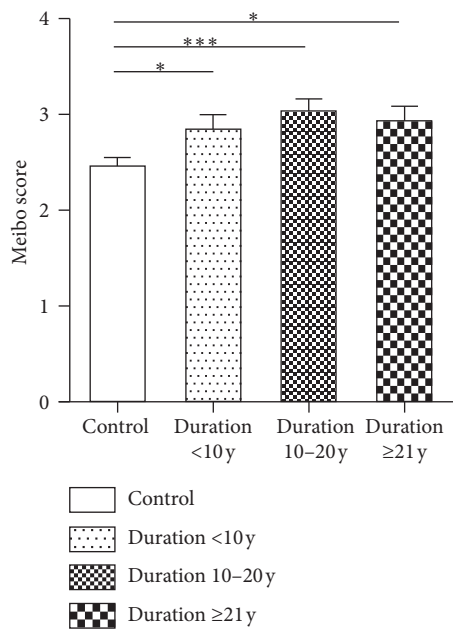 4
3
2
1
0
Meibo score
*
***
*
Control
Duration
<10 y
Duration
10–20 y
Duration
≥21 y
Control
Duration <10 y
Duration 10–20 y
Duration ≥21 y